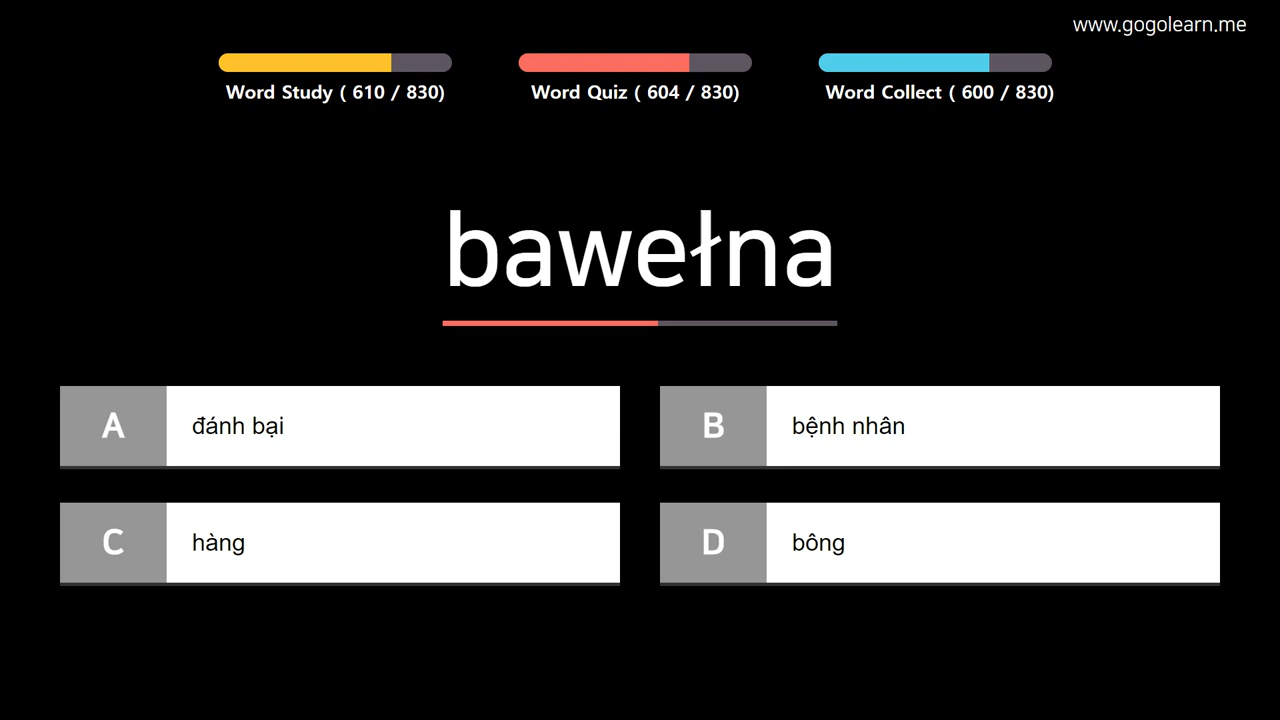 www.gogolearn.me
Word Study ( 610 / 830)
Word Quiz ( 604 / 830)
Word Collect ( 600 / 830)
bawełna
A đánh bại
B bệnh nhân
C hàng
D bông